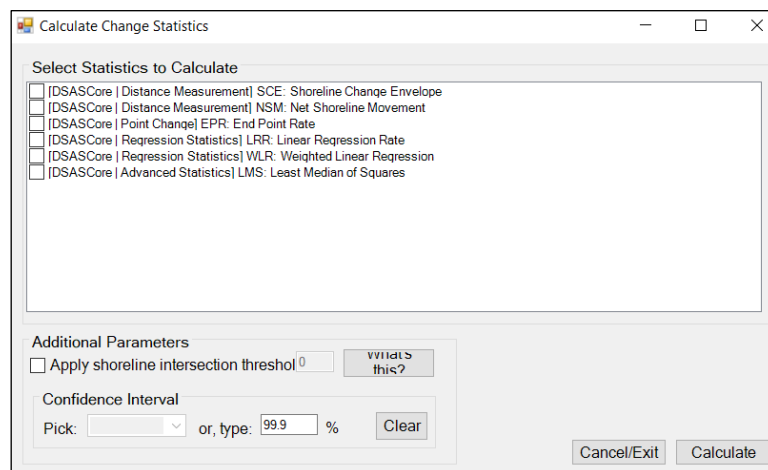 Calculate Change Statistics
Select Statistics to Calculate
[DSASCore | Distance Measurement] SCE: Shoreline Change Envelope
[DSASCore | Distance Measurement] NSM: Net Shoreline Movement
[DSASCore | Point Change] EPR: End Point Rate
[DSASCore | Regression Statistics] LRR: Linear Regression Rate
[DSASCore | Regression Statistics] WLR: Weighted Linear Regression
[DSASCore | Advanced Statistics] LMS: Least Median of Squares
Additional Parameters
Apply shoreline intersection threshol 0 What's this?
Confidence Interval
Pick: or, type: 99.9 % Clear
Cancel/Exit Calculate